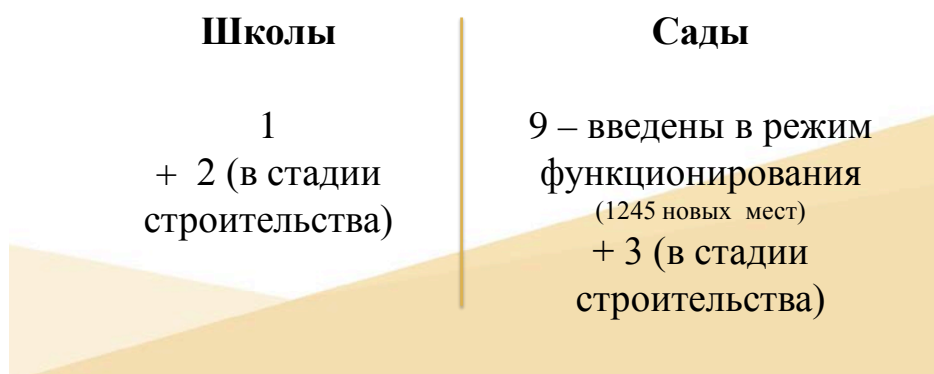 Школы
1
+ 2 (в стадии
строительства)
Сады
9 – введены в режим
функционирования
(1245 новых мест)
+ 3 (в стадии
строительства)